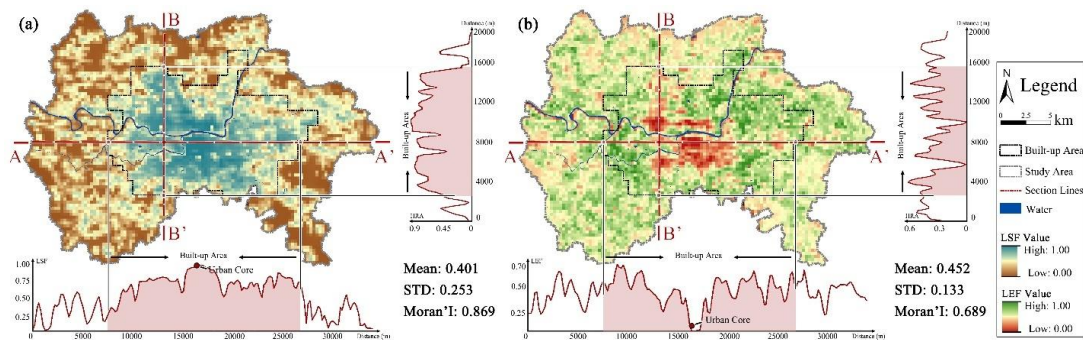 (a)
B
A
A'
B'
Built-up Area
Distance (m)
20000
16000
12000
8000
4000
0
0.9 0.45 0
LSF
1.00
0.75
0.50
0.25
Built-up Area
Urban Core
0 5000 10000 15000 20000 25000 30000
Distance (m)
Mean: 0.401
STD: 0.253
Moran'I: 0.869
(b)
B
A
A'
B'
Built-up Area
Distance (m)
20000
16000
12000
8000
4000
0
0.6 0.3 0
0.70
0.50
0.25
0
Built-up Area
Urban Core
0 5000 10000 15000 20000 25000 30000
Distance (m)
Mean: 0.452
STD: 0.133
Moran'I: 0.689
N
Legend
0 2.5 5
km
Built-up Area
Study Area
Section Lines
Water
LSF Value
High: 1.00
Low: 0.00
LEF Value
High: 1.00
Low: 0.00